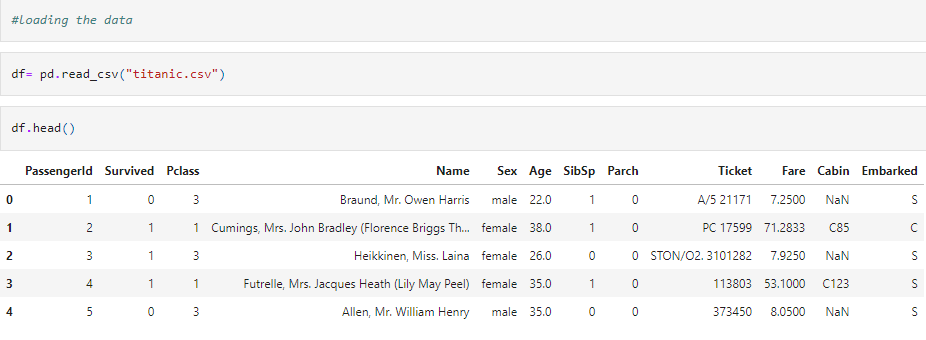 #Loading the data
df= pd.read_csv("titanic.csv")
df.head()
PassengerId Survived Pclass Name Sex Age SibSp Parch Ticket Fare Cabin Embarked
0 1 0 3 Braund, Mr. Owen Harris male 22.0 1 0 A/5 21171 7.2500 NaN S
1 2 1 1 Cumings, Mrs. John Bradley (Florence Briggs Th... female 38.0 1 0 PC 17599 71.2833 C85 C
2 3 1 3 Heikkinen, Miss. Laina female 26.0 0 0 STON/O2. 3101282 7.9250 NaN S
3 4 1 1 Futrelle, Mrs. Jacques Heath (Lily May Peel) female 35.0 1 0 113803 53.1000 C123 S
4 5 0 3 Allen, Mr. William Henry male 35.0 0 0 373450 8.0500 NaN S